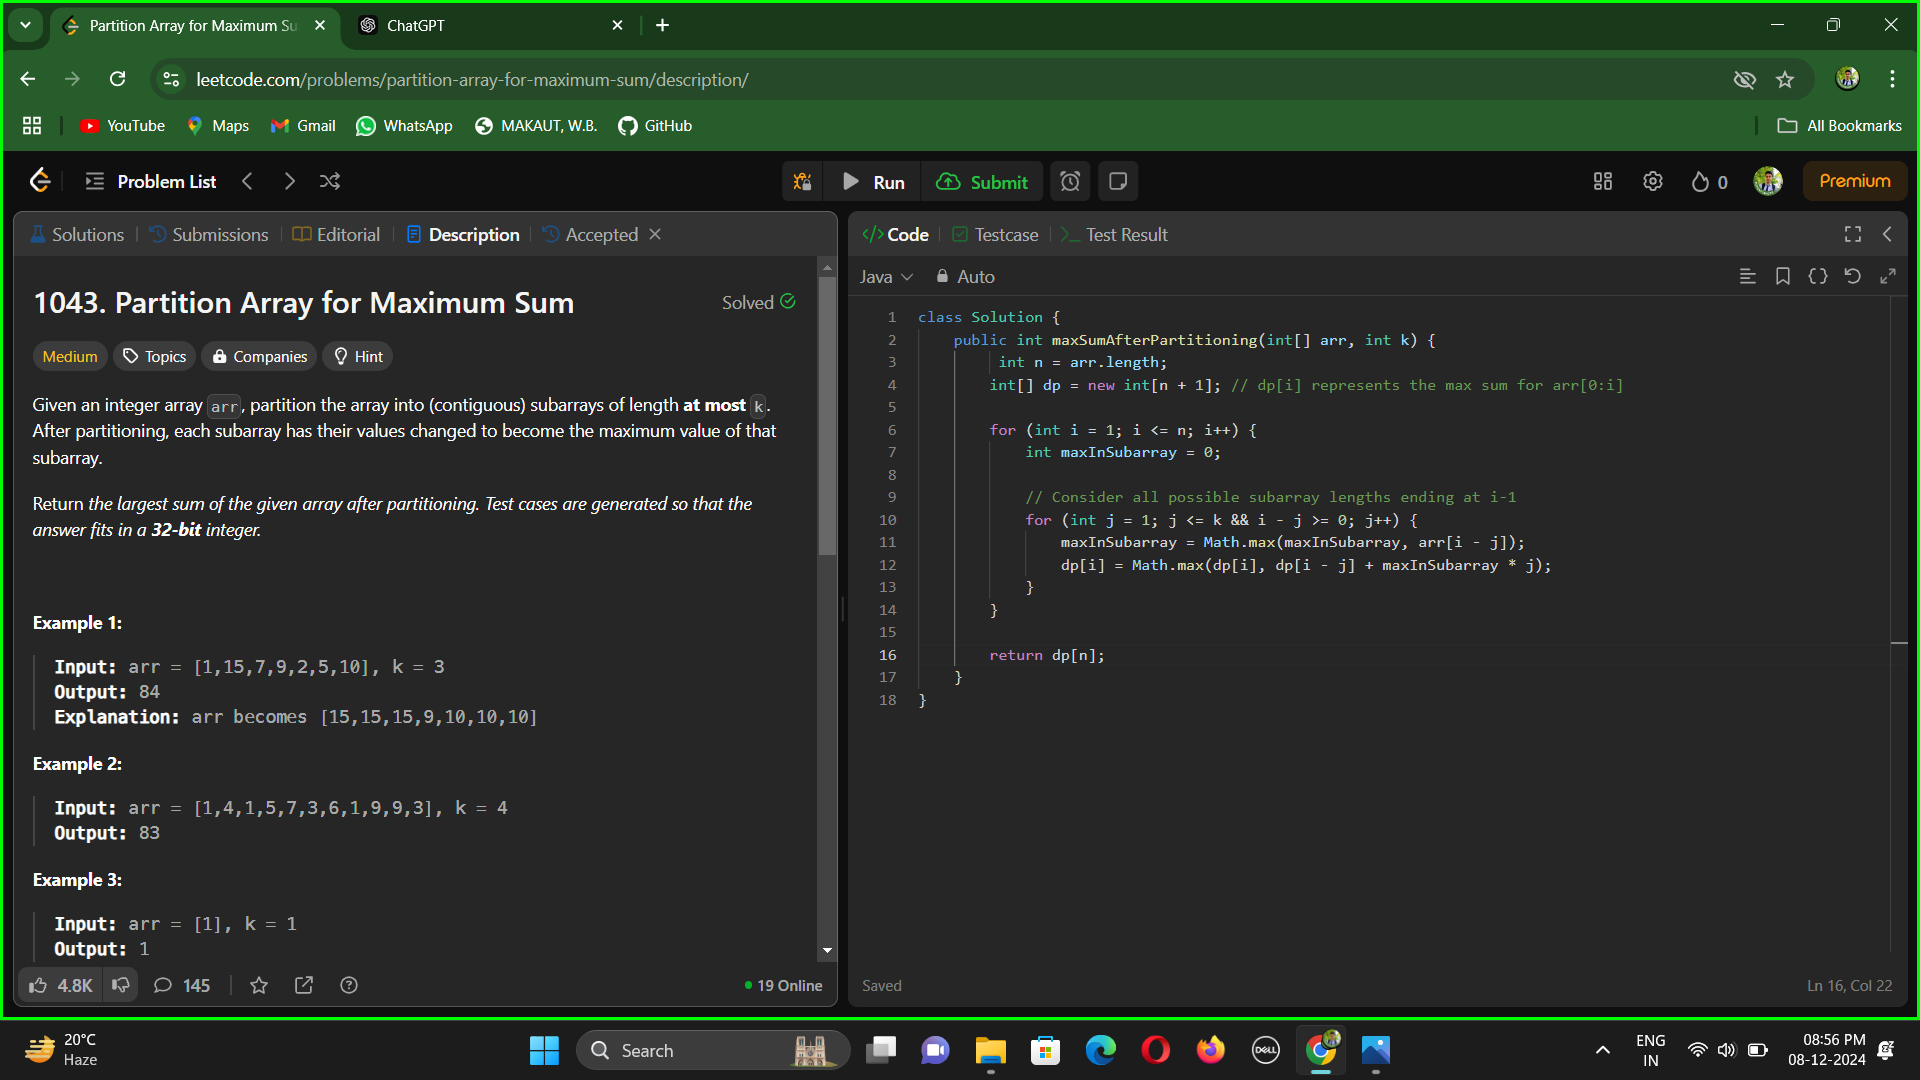 Partition Array for Maximum Su
ChatGPT
leetcode.com/problems/partition-array-for-maximum-sum/description/
YouTube
Maps
Gmail
WhatsApp
MAKAUT, W.B.
GitHub
All Bookmarks
Problem List
Run
Submit
0
Premium
Solutions
Submissions
Editorial
Description
Accepted
1043. Partition Array for Maximum Sum
Solved
Medium
Topics
Companies
Hint
Given an integer array arr, partition the array into (contiguous) subarrays of length at most k.
After partitioning, each subarray has their values changed to become the maximum value of that
subarray.
Return the largest sum of the given array after partitioning. Test cases are generated so that the
answer fits in a 32-bit integer.
Example 1:
Input: arr = [1,15,7,9,2,5,10], k = 3
Output: 84
Explanation: arr becomes [15,15,15,9,10,10,10]
Example 2:
Input: arr = [1,4,1,5,7,3,6,1,9,9,3], k = 4
Output: 83
Example 3:
Input: arr = [1], k = 1
Output: 1
4.8K
145
19 Online
</> Code
Testcase
>_ Test Result
Java
Auto
1 class Solution {
2 public int maxSumAfterPartitioning(int[] arr, int k) {
3 int n = arr.length;
4 int[] dp = new int[n + 1]; // dp[i] represents the max sum for arr[0:i]
5
6 for (int i = 1; i <= n; i++) {
7 int maxInSubarray = 0;
8
9 // Consider all possible subarray lengths ending at i-1
10 for (int j = 1; j <= k && i - j >= 0; j++) {
11 maxInSubarray = Math.max(maxInSubarray, arr[i - j]);
12 dp[i] = Math.max(dp[i], dp[i - j] + maxInSubarray * j);
13 }
14 }
15
16 return dp[n];
17 }
18 }
Saved
Ln 16, Col 22
20°C
Haze
Search
DELL
ENG
IN
08:56 PM
08-12-2024